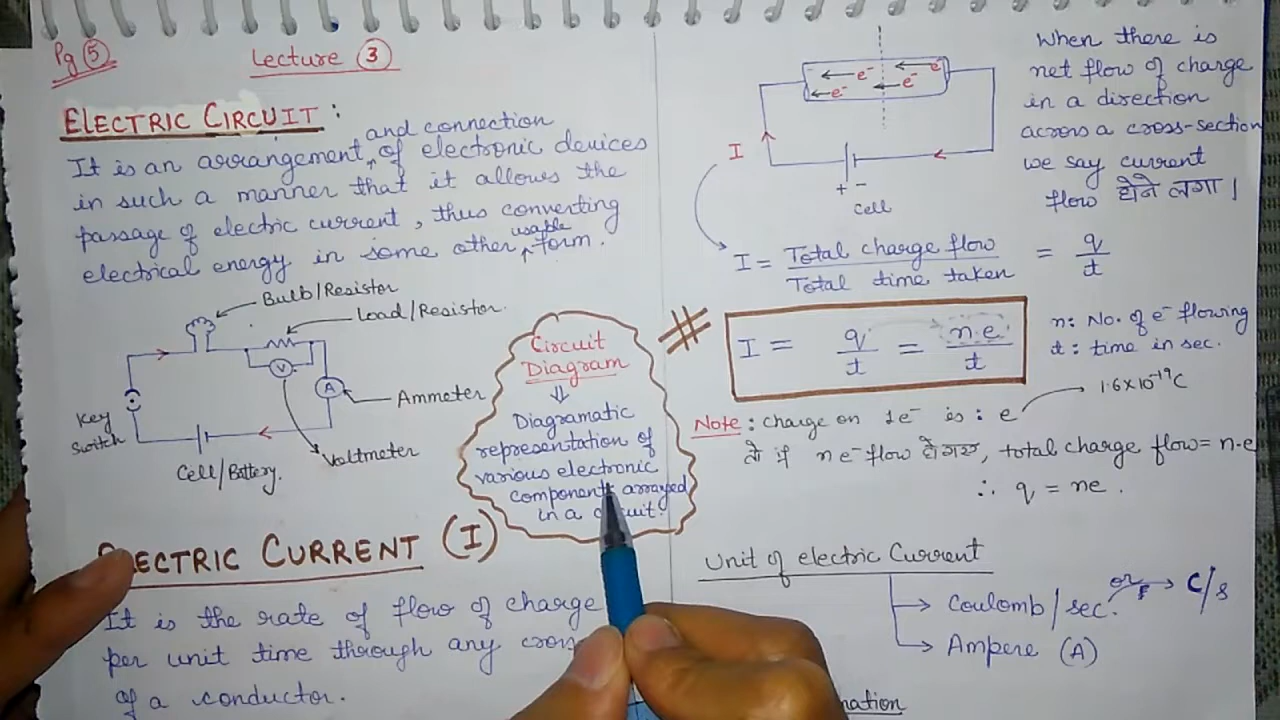 Pg 5
Lecture 3
ELECTRIC CIRCUIT :
It is an arrangement and connection of electronic devices
in such a manner that it allows the
passage of electric current, thus converting
electrical energy in some other usable form.
Bulb/Resistor
Load/Resistor
V
A
Ammeter
Key
Switch
Cell/Battery
Voltmeter
Circuit
Diagram
⇓
Diagramatic
representation of
various electronic
components arrayed
in a circuit.
ELECTRIC CURRENT (I)
It is the rate of flow of charge
per unit time through any cross
of a conductor.
e⁻ e⁻
e⁻ e⁻
I
+ -
Cell
When there is
net flow of charge
in a direction
across a cross-section
we say current
flow होने लगा।
I = Total charge flow / Total time taken = q/t
I = q/t = n.e/t
n: No. of e⁻ flowing
t: time in sec.
Note: charge on 1e⁻ is : e
1.6×10⁻¹⁹C
तो if n e⁻ flow हो गए, total charge flow = n.e
∴ q = ne.
Unit of electric Current
Coulomb/sec. or → C/s
Ampere (A)